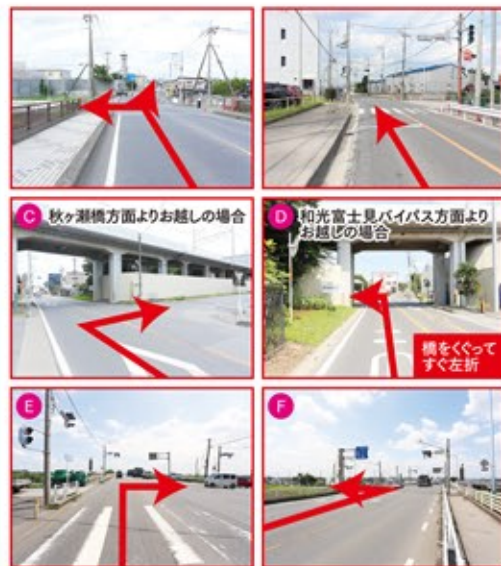 C 秋ヶ瀬橋方面よりお越しの場合
D 和光富士見バイパス方面より
お越しの場合
橋をくぐって
すぐ左折
E
F